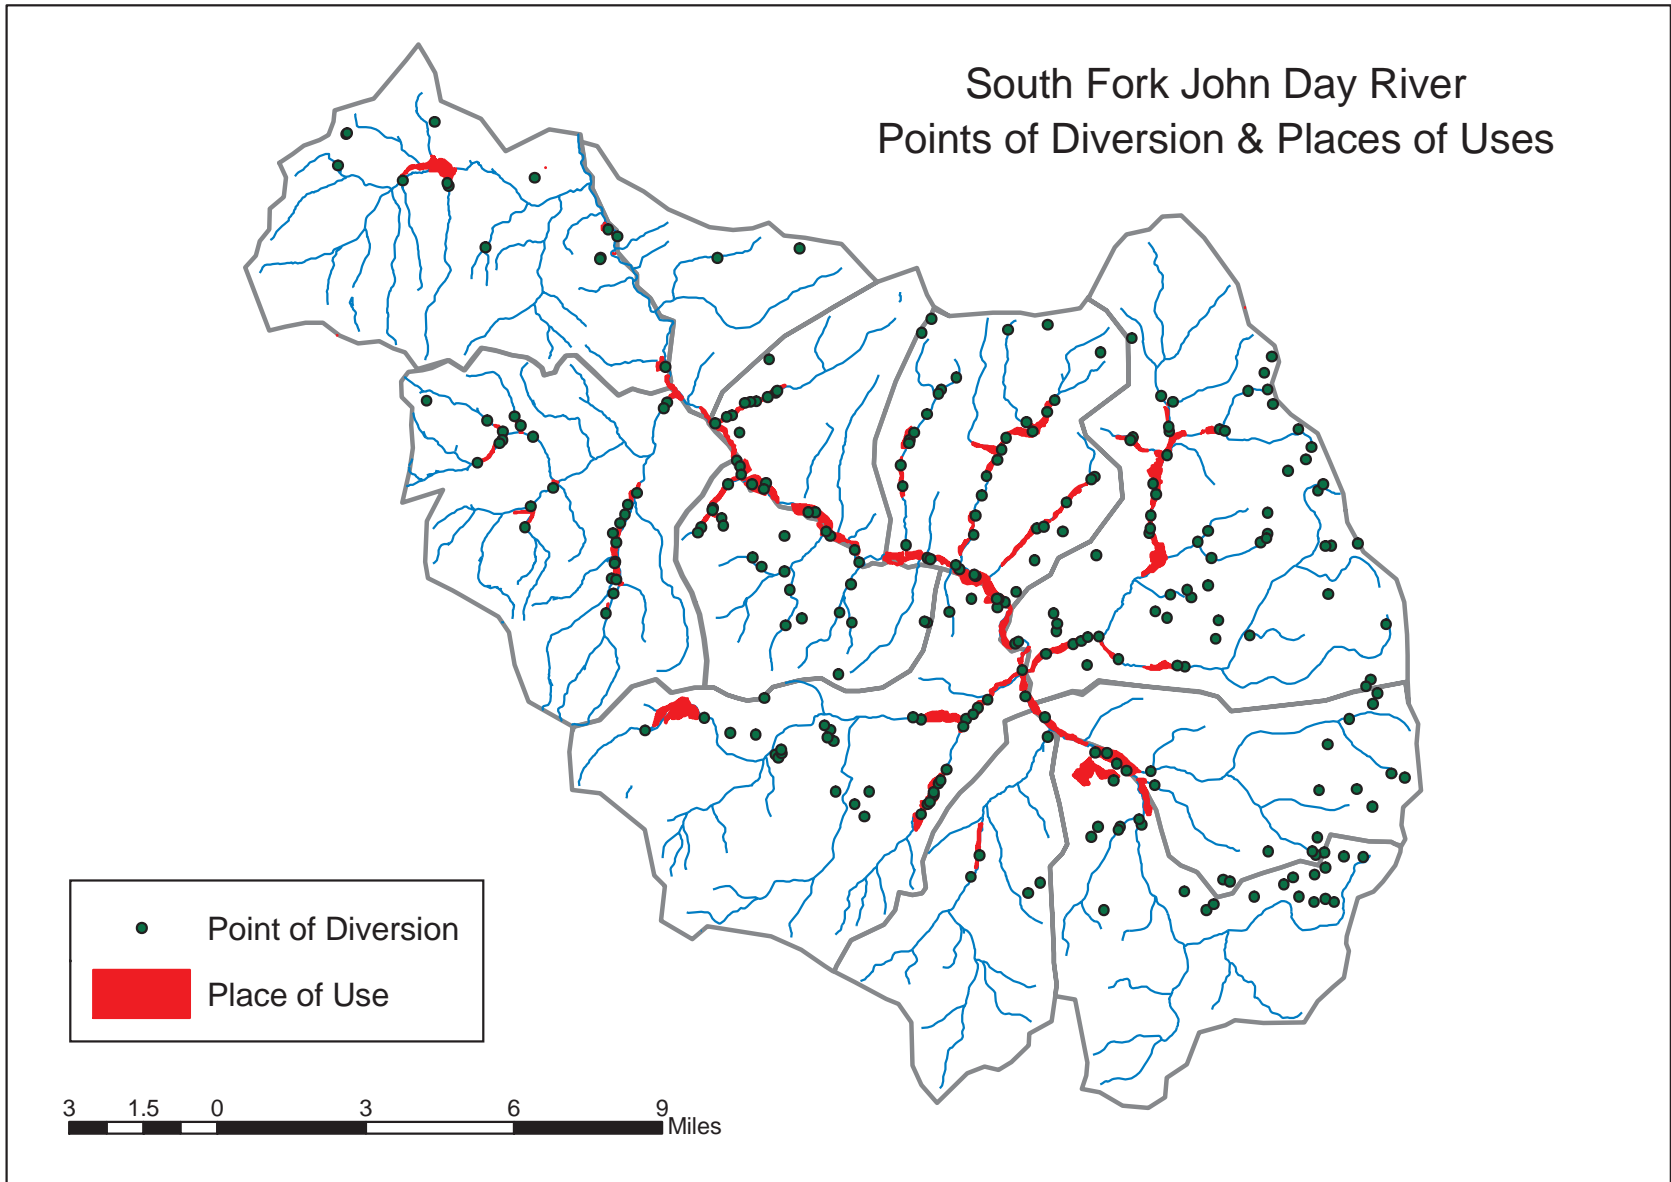 South Fork John Day River
Points of Diversion & Places of Uses
Point of Diversion
Place of Use
3 1.5 0 3 6 9
Miles